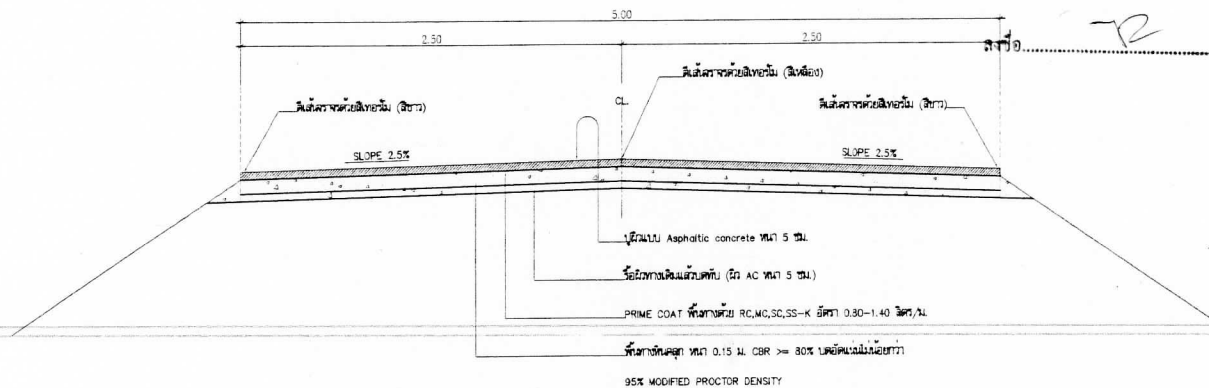 5.00
2.50
2.50
ลงชื่อ
ตีเส้นจราจรด้วยสีเทอร์โม (สีเหลือง)
ตีเส้นจราจรด้วยสีเทอร์โม (สีขาว)
CL.
ตีเส้นจราจรด้วยสีเทอร์โม (สีขาว)
SLOPE 2.5%
SLOPE 2.5%
ปูผิวแบบ Asphaltic concrete หนา 5 ซม.
รื้อผิวทางเดิมแล้วบดทับ (ผิว AC หนา 5 ซม.)
PRIME COAT พื้นทางด้วย RC,MC,SC,SS-K อัตรา 0.80-1.40 ลิตร/ม.
พื้นทางหินคลุก หนา 0.15 ม. CBR >= 80% บดอัดแน่นไม่น้อยกว่า
95% MODIFIED PROCTOR DENSITY